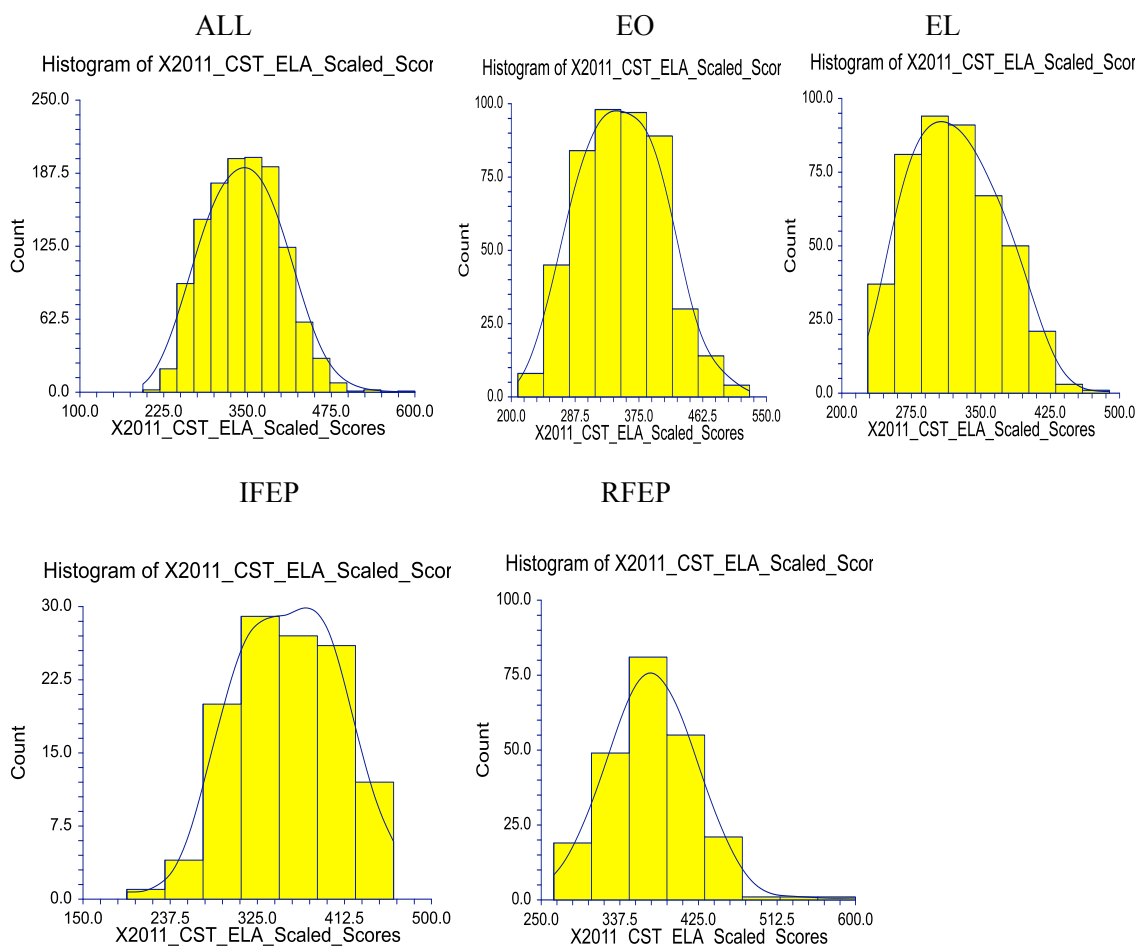 ALL
Histogram of X2011_CST_ELA_Scaled_Scor
250.0
187.5
125.0
62.5
0.0
Count
100.0 225.0 350.0 475.0 600.0
X2011_CST_ELA_Scaled_Scores
EO
Histogram of X2011_CST_ELA_Scaled_Sco
100.0
75.0
50.0
25.0
0.0
Count
200.0 287.5 375.0 462.5 550.0
X2011_CST_ELA_Scaled_Scores
EL
Histogram of X2011_CST_ELA_Scaled_Scor
100.0
75.0
50.0
25.0
0.0
Count
200.0 275.0 350.0 425.0 500.0
X2011_CST_ELA_Scaled_Scores
IFEP
Histogram of X2011_CST_ELA_Scaled_Scor
30.0
22.5
15.0
7.5
0.0
Count
150.0 237.5 325.0 412.5 500.0
X2011_CST_ELA_Scaled_Scores
RFEP
Histogram of X2011_CST_ELA_Scaled_Scor
100.0
75.0
50.0
25.0
0.0
Count
250.0 337.5 425.0 512.5 600.0
X2011_CST_ELA_Scaled_Scores